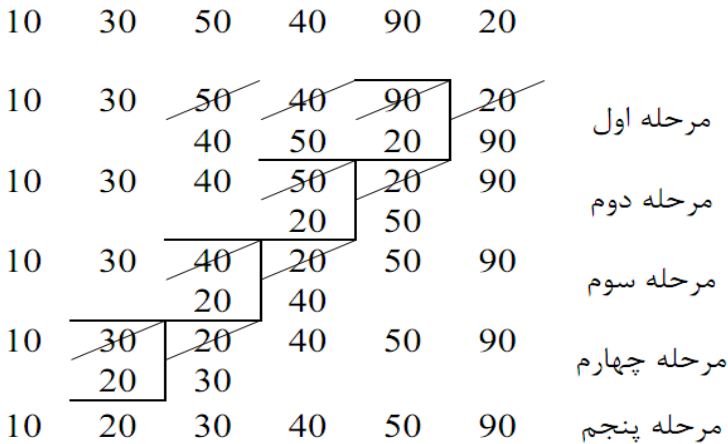 10 30 50 40 90 20
10 30 50 40 90 20
مرحله اول
40 50 20 90
10 30 40 50 20 90
مرحله دوم
20 50
10 30 40 20 50 90
مرحله سوم
20 40
10 30 20 40 50 90
مرحله چهارم
20 30
10 20 30 40 50 90 مرحله پنجم